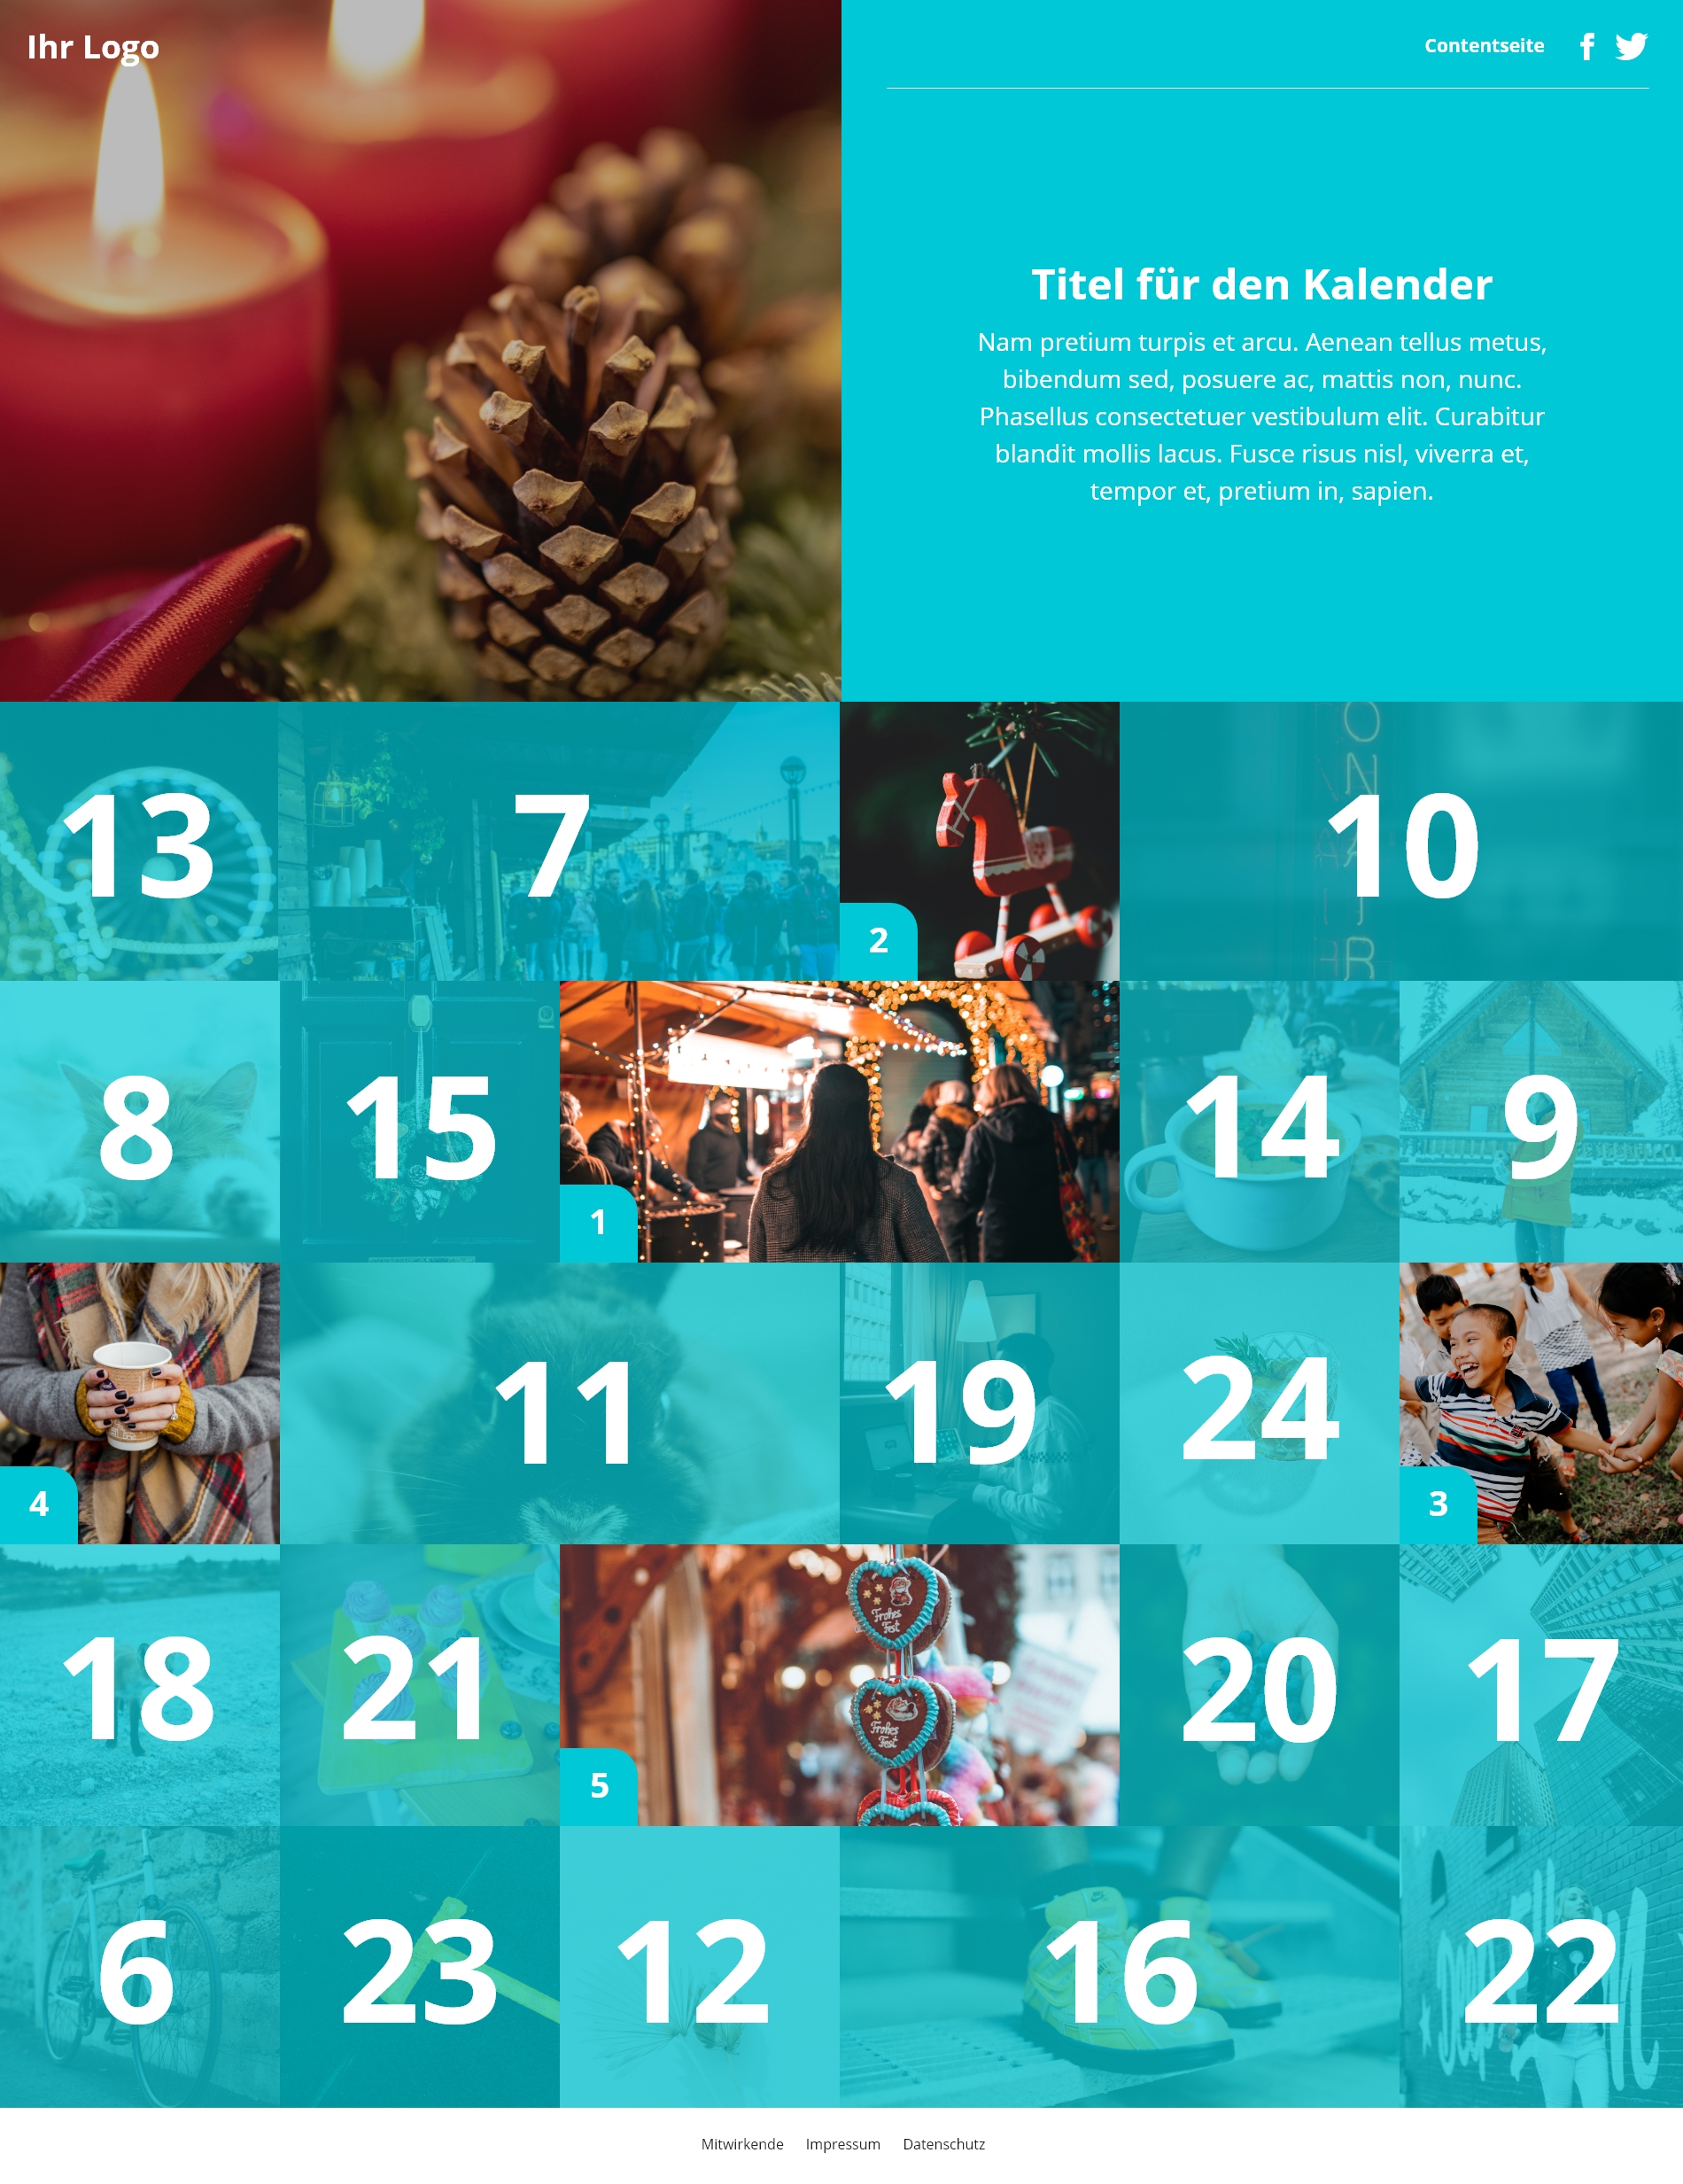 Ihr Logo
Contentseite
Titel für den Kalender
Nam pretium turpis et arcu. Aenean tellus metus,
bibendum sed, posuere ac, mattis non, nunc.
Phasellus consectetuer vestibulum elit. Curabitur
blandit mollis lacus. Fusce risus nisl, viverra et,
tempor et, pretium in, sapien.
13
7
2
10
8
15
1
14
9
4
11
19
24
3
18
21
5
Frohes
Fest
Frohes
Fest
20
17
6
23
12
16
22
Mitwirkende Impressum Datenschutz